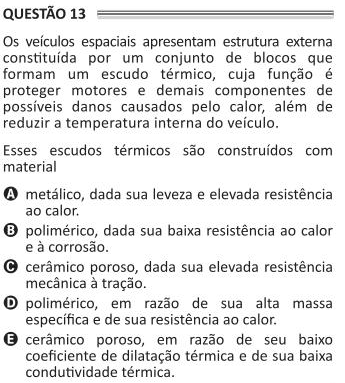 QUESTÃO 13
Os veículos espaciais apresentam estrutura externa
constituída por um conjunto de blocos que
formam um escudo térmico, cuja função é
proteger motores e demais componentes de
possíveis danos causados pelo calor, além de
reduzir a temperatura interna do veículo.
Esses escudos térmicos são construídos com
material
A metálico, dada sua leveza e elevada resistência
ao calor.
B polimérico, dada sua baixa resistência ao calor
e à corrosão.
C cerâmico poroso, dada sua elevada resistência
mecânica à tração.
D polimérico, em razão de sua alta massa
específica e de sua resistência ao calor.
E cerâmico poroso, em razão de seu baixo
coeficiente de dilatação térmica e de sua baixa
condutividade térmica.